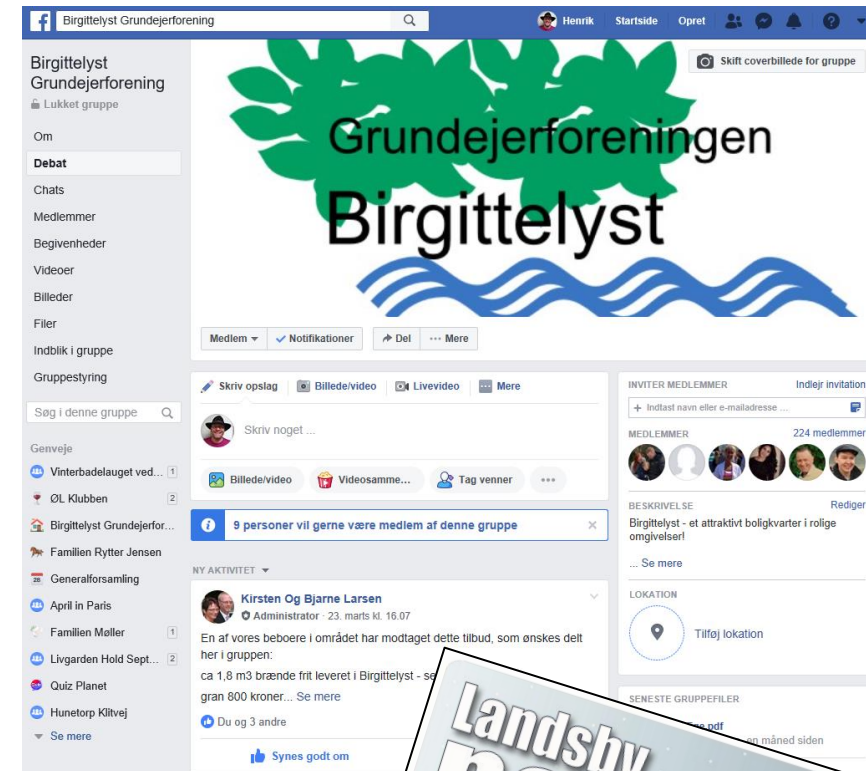 Birgittelyst Grundejerforening
Henrik
Startside
Opret
Birgittelyst
Grundejerforening
Lukket gruppe
Om
Debat
Chats
Medlemmer
Begivenheder
Videoer
Billeder
Filer
Indblik i gruppe
Gruppestyring
Søg i denne gruppe
Genveje
Vinterbadelauget ved... 1
ØL Klubben 2
Birgittelyst Grundejerfor...
Familien Rytter Jensen
Generalforsamling
April in Paris
Familien Møller 1
Livgarden Hold Sept... 2
Quiz Planet
Hunetorp Klitvej
Se mere
Skift coverbillede for gruppe
Grundejerforeningen
Birgittelyst
Medlem
Notifikationer
Del
Mere
Skriv opslag
Billede/video
Livevideo
Mere
Skriv noget ...
Billede/video
Videosamme...
Tag venner
9 personer vil gerne være medlem af denne gruppe
NY AKTIVITET
Kirsten Og Bjarne Larsen
Administrator · 23. marts kl. 16.07
En af vores beboere i området har modtaget dette tilbud, som ønskes delt
her i gruppen:
ca 1,8 m3 brænde frit leveret i Birgittelyst -
gran 800 kroner... Se mere
Du og 3 andre
Synes godt om
INVITER MEDLEMMER
Indlejr invitation
+ Indtast navn eller e-mailadresse ...
MEDLEMMER
224 medlemmer
BESKRIVELSE
Rediger
Birgittelyst - et attraktivt boligkvarter i rolige
omgivelser!
... Se mere
LOKATION
Tilføj lokation
SENESTE GRUPPEFILER
.pdf
en måned siden
Landsby